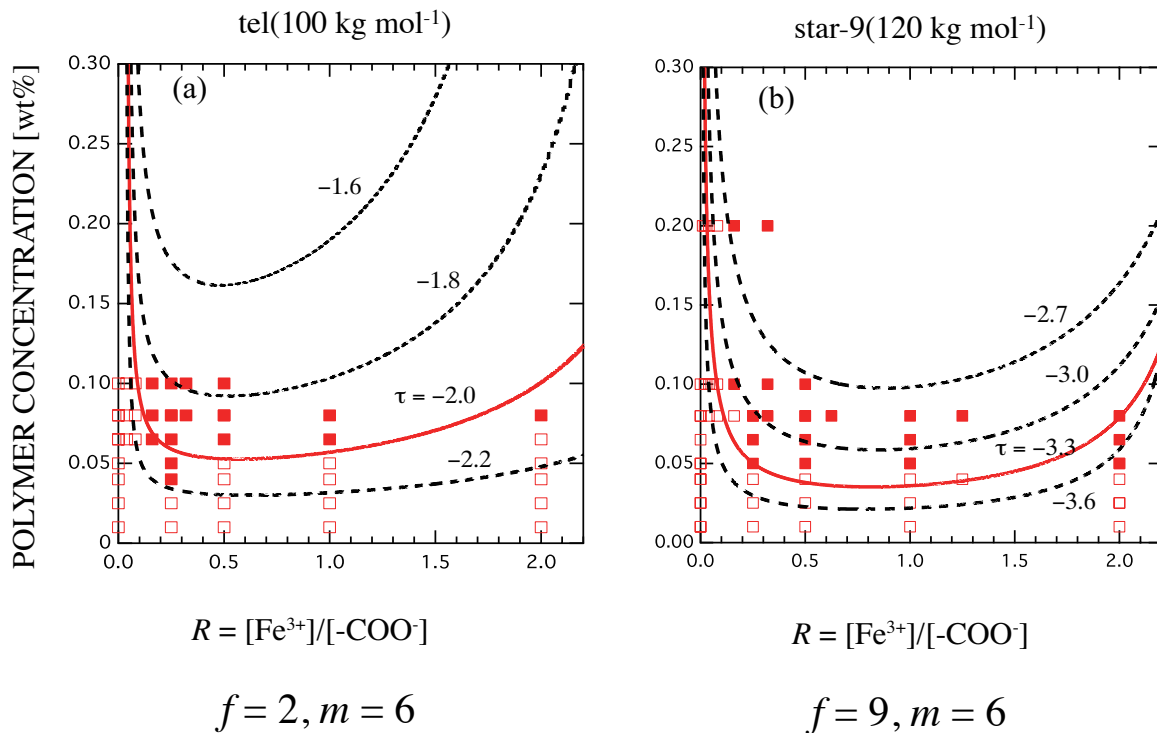 tel(100 kg mol⁻¹)
star-9(120 kg mol⁻¹)
POLYMER CONCENTRATION [wt%]
(a)
0.30
0.25
0.20
0.15
0.10
0.05
0
−1.6
−1.8
τ = −2.0
−2.2
0.0 0.5 1.0 1.5 2.0
R = [Fe³⁺]/[-COO⁻]
f = 2, m = 6
(b)
0.30
0.25
0.20
0.15
0.10
0.05
0.00
−2.7
−3.0
τ = −3.3
−3.6
0.0 0.5 1.0 1.5 2.0
R = [Fe³⁺]/[-COO⁻]
f = 9, m = 6